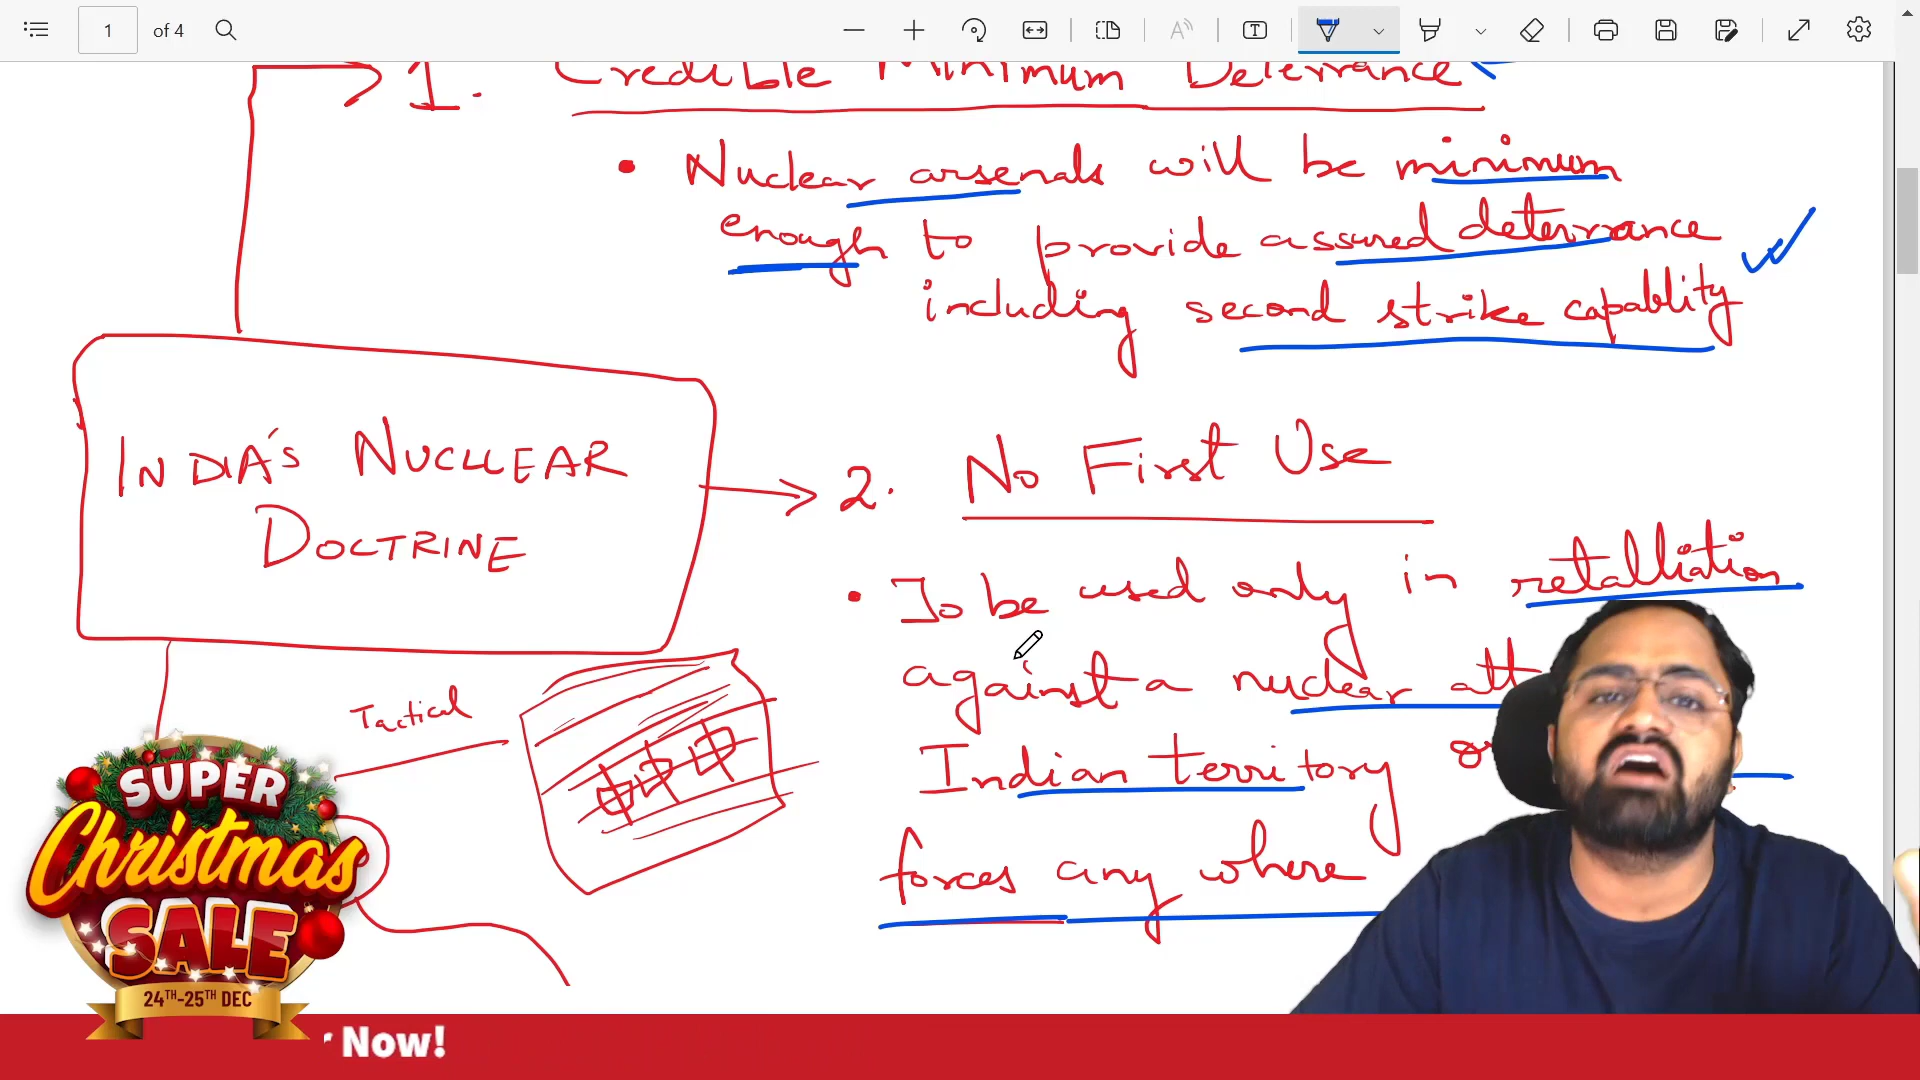 1
of 4
1. Credible Minimum Deterrance
• Nuclear arsenals will be minimum
enough to provide assured deterrance
including second strike capablity
INDIA'S NUCLEAR
DOCTRINE
2. No First Use
• To be used only in retalliation
against a nuclear att
Indian territory or
forces any where
Tactical
SUPER
Christmas
SALE
24TH-25TH DEC
Now!